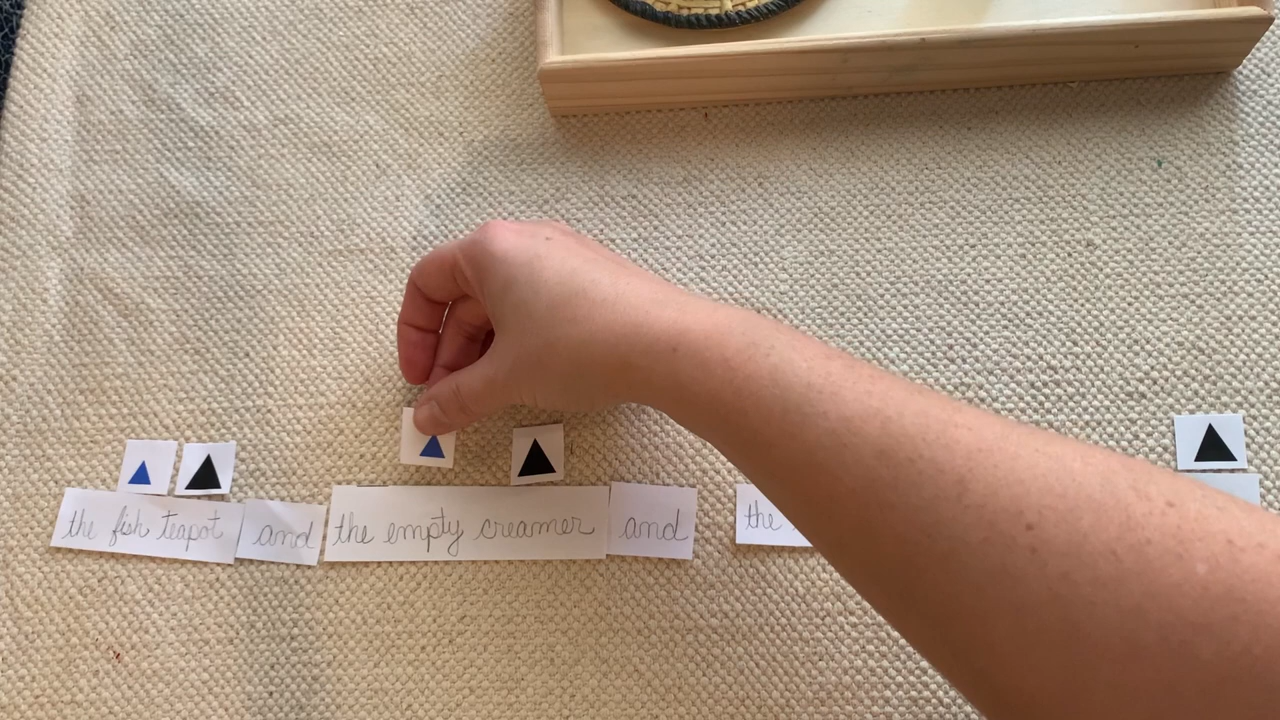 the fish teapot and the empty creamer and the